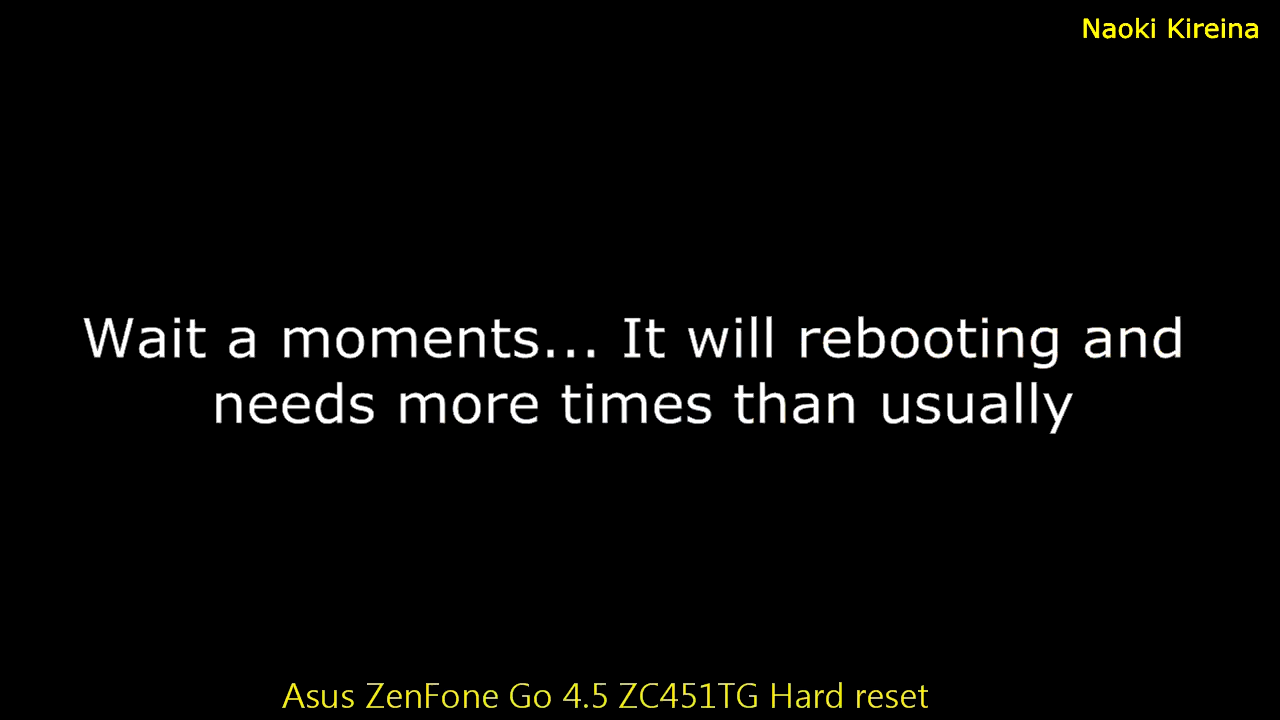 Naoki Kireina
Wait a moments... It will rebooting and
needs more times than usually
Asus ZenFone Go 4.5 ZC451TG Hard reset